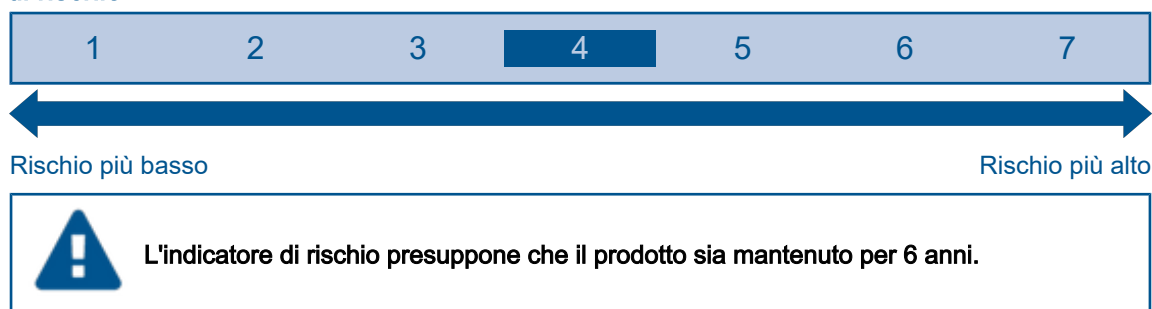 1 2 3 4 5 6 7
Rischio più basso Rischio più alto
L'indicatore di rischio presuppone che il prodotto sia mantenuto per 6 anni.